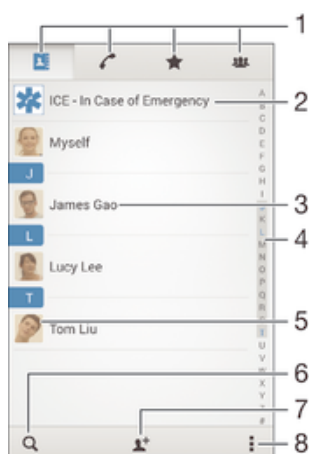 1
ICE - In Case of Emergency
2
Myself
J
James Gao
3
L
Lucy Lee
4
T
Tom Liu
5
A
B
C
D
E
F
G
H
I
J
K
L
M
N
O
P
Q
R
T
U
V
W
X
Y
Z
#
6
7
8